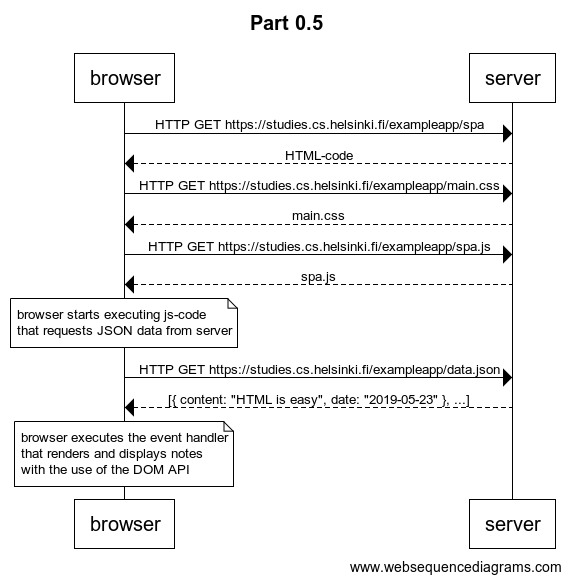 Part 0.5
browser
server
HTTP GET https://studies.cs.helsinki.fi/exampleapp/spa
HTML-code
HTTP GET https://studies.cs.helsinki.fi/exampleapp/main.css
main.css
HTTP GET https://studies.cs.helsinki.fi/exampleapp/spa.js
spa.js
browser starts executing js-code
that requests JSON data from server
HTTP GET https://studies.cs.helsinki.fi/exampleapp/data.json
[{ content: "HTML is easy", date: "2019-05-23" }, ...]
browser executes the event handler
that renders and displays notes
with the use of the DOM API
browser
server
www.websequencediagrams.com